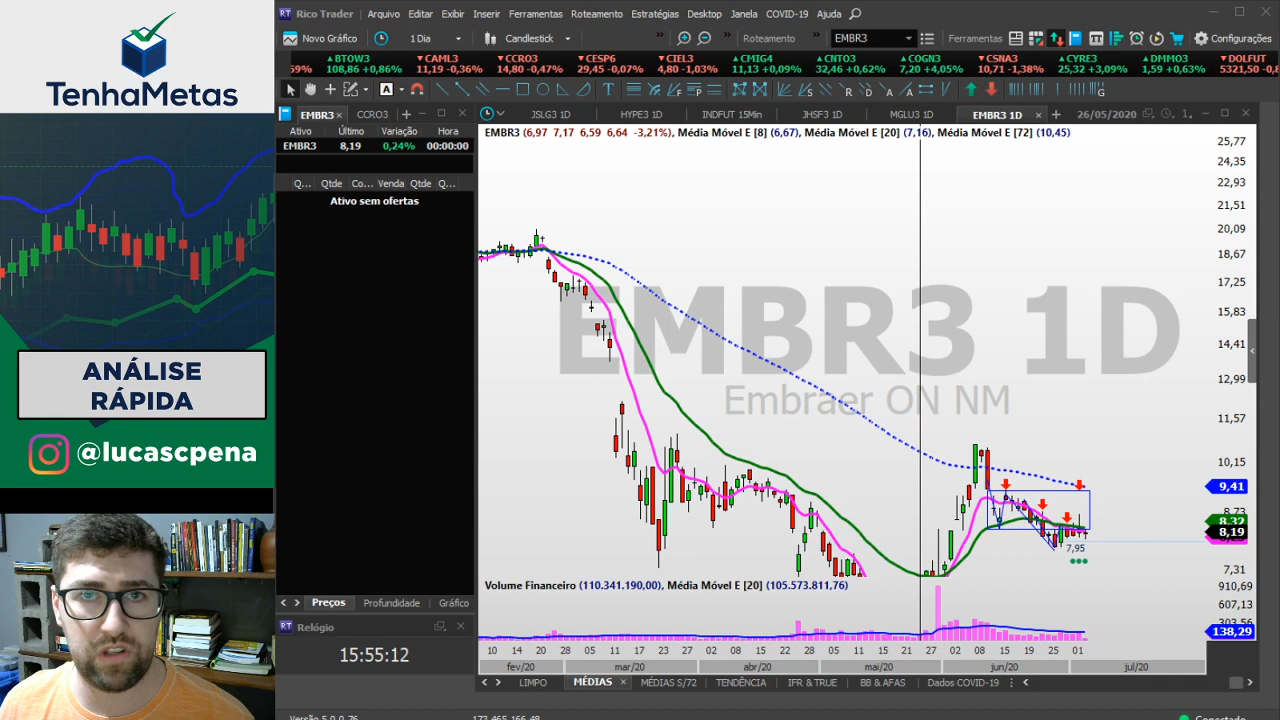 TenhaMetas
ANÁLISE
RÁPIDA
@lucascpena
Rico Trader Arquivo Editar Exibir Inserir Ferramentas Roteamento Estratégias Desktop Janela COVID-19 Ajuda
Novo Gráfico 1 Dia Candlestick » » Roteamento » EMBR3 Ferramentas Configurações
BTOW3 CAML3 CCRO3 CESP6 CIEL3 CMIG4 CNTO3 COGN3 CSNA3 CYRE3 DMMO3 DOLFUT
59% 108,86 +0,86% 11,19 -0,36% 14,80 -0,47% 29,45 -0,07% 4,80 -1,03% 11,13 +0,09% 32,46 +0,62% 7,20 +4,05% 10,71 -1,38% 25,32 +3,09% 1,59 +0,63% 5321,50 -0,8
EMBR3 CCRO3
JSLG3 1D HYPE3 1D INDFUT 15Min JHSF3 1D MGLU3 1D EMBR3 1D 26/05/2020
Ativo Último Variação Hora
EMBR3 8,19 0,24% 00:00:00
Q... Qtde Co... Venda Qtde Q...
Ativo sem ofertas
EMBR3 (6,97 7,17 6,59 6,64 -3,21%), Média Móvel E [8] (6,67), Média Móvel E [20] (7,16), Média Móvel E [72] (10,45)
EMBR3 1D
Embraer ON NM
25,77
24,35
22,93
21,51
20,09
18,67
17,25
15,83
14,41
12,99
11,57
10,15
9,41
8,73
8,32
8,19
7,95
7,31
Volume Financeiro (110.341.190,00), Média Móvel E [20] (105.573.811,76)
910,69
607,13
303,56
138,29
10 14 20 28 05 11 17 23 27 02 08 14 20 24 30 06 11 15 21 27 02 08 15 19 25 01
fev/20 mar/20 abr/20 mai/20 jun/20 jul/20
LIMPO MÉDIAS MÉDIAS S/72 TENDÊNCIA IFR & TRUE BB & AFAS Dados COVID-19
Preços Profundidade Gráfico
Relógio
15:55:12